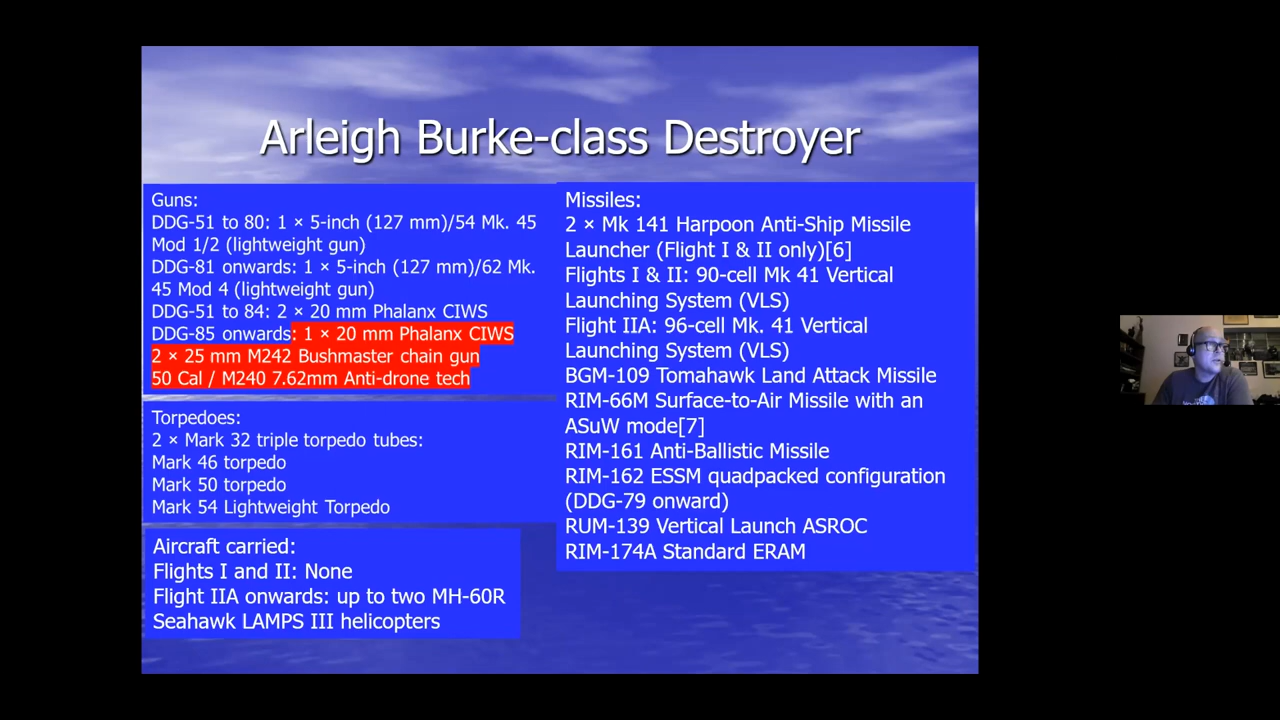 Arleigh Burke-class Destroyer
Guns:
DDG-51 to 80: 1 × 5-inch (127 mm)/54 Mk. 45
Mod 1/2 (lightweight gun)
DDG-81 onwards: 1 × 5-inch (127 mm)/62 Mk.
45 Mod 4 (lightweight gun)
DDG-51 to 84: 2 × 20 mm Phalanx CIWS
DDG-85 onwards: 1 × 20 mm Phalanx CIWS
2 × 25 mm M242 Bushmaster chain gun
50 Cal / M240 7.62mm Anti-drone tech
Torpedoes:
2 × Mark 32 triple torpedo tubes:
Mark 46 torpedo
Mark 50 torpedo
Mark 54 Lightweight Torpedo
Aircraft carried:
Flights I and II: None
Flight IIA onwards: up to two MH-60R
Seahawk LAMPS III helicopters
Missiles:
2 × Mk 141 Harpoon Anti-Ship Missile
Launcher (Flight I & II only)[6]
Flights I & II: 90-cell Mk 41 Vertical
Launching System (VLS)
Flight IIA: 96-cell Mk. 41 Vertical
Launching System (VLS)
BGM-109 Tomahawk Land Attack Missile
RIM-66M Surface-to-Air Missile with an
ASuW mode[7]
RIM-161 Anti-Ballistic Missile
RIM-162 ESSM quadpacked configuration
(DDG-79 onward)
RUM-139 Vertical Launch ASROC
RIM-174A Standard ERAM